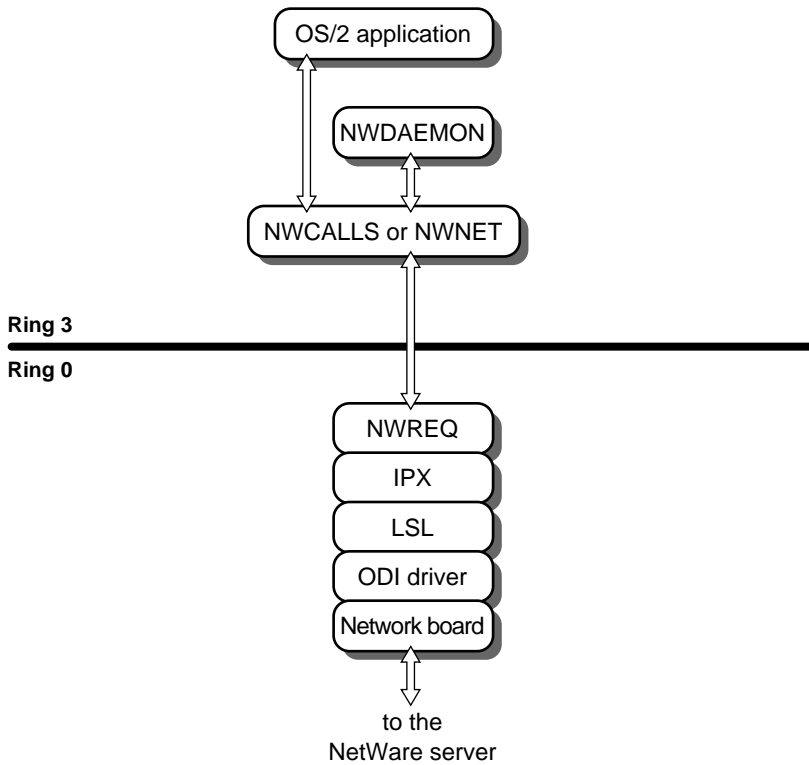 OS/2 application
NWDAEMON
NWCALLS or NWNET
Ring 3
Ring 0
NWREQ
IPX
LSL
ODI driver
Network board
to the
NetWare server